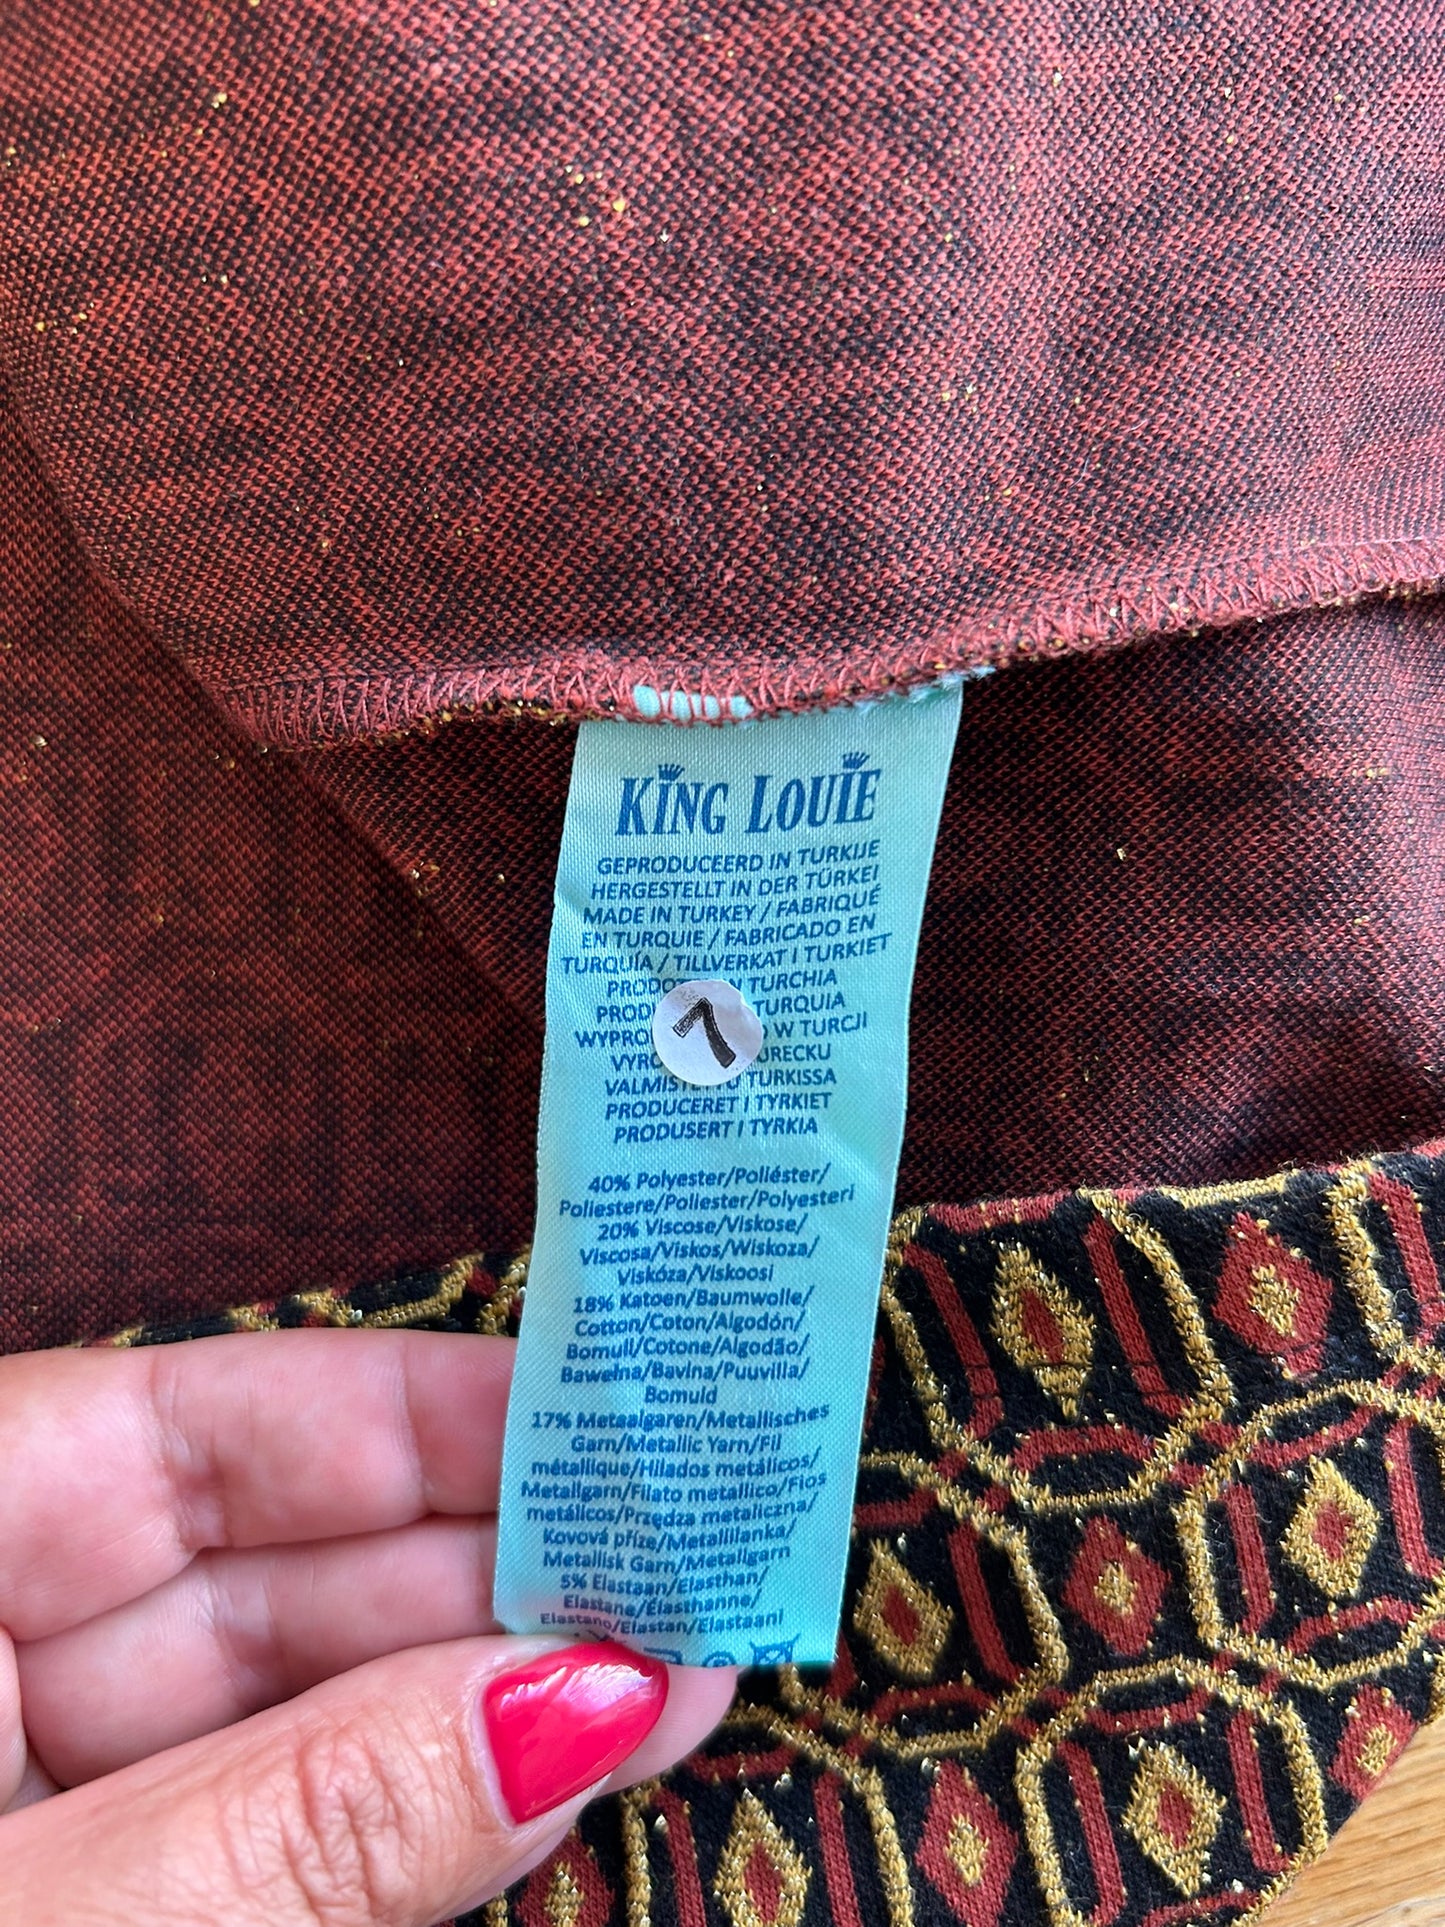 KING LOUIE
GEPRODUCEERD IN TURKIJE
HERGESTELLT IN DER TÜRKEI
MADE IN TURKEY / FABRIQUÉ
EN TURQUIE / FABRICADO EN
TURQUÍA / TILLVERKAT I TURKIET
TURCHIA
7
TURQUIA
W TURCJI
VALMISTETTU TURKISSA
PRODUCERET I TYRKIET
PRODUSERT I TYRKIA
40% Polyester/Poliéster/
Poliestere/Poliester/Polyesteri
20% Viscose/Viskose/
Viscosa/Viskos/Wiskoza/
Viskóza/Viskoosi
18% Katoen/Baumwolle/
Cotton/Coton/Algodón/
Bomull/Cotone/Algodão/
Bawełna/Bavlna/Puuvilla/
Bomuld
17% Metaalgaren/Metallisches
Garn/Metallic Yarn/Fil
métallique/Hilados metálicos/
Metallgarn/Filato metallico/Fios
metálicos/Przędza metaliczna/
Kovová příze/Metallilanka/
Metallisk Garn/Metallgarn
5% Elastaan/Elasthan/
Elastane/Élasthanne/
Elastano/Elastan/Elastaani